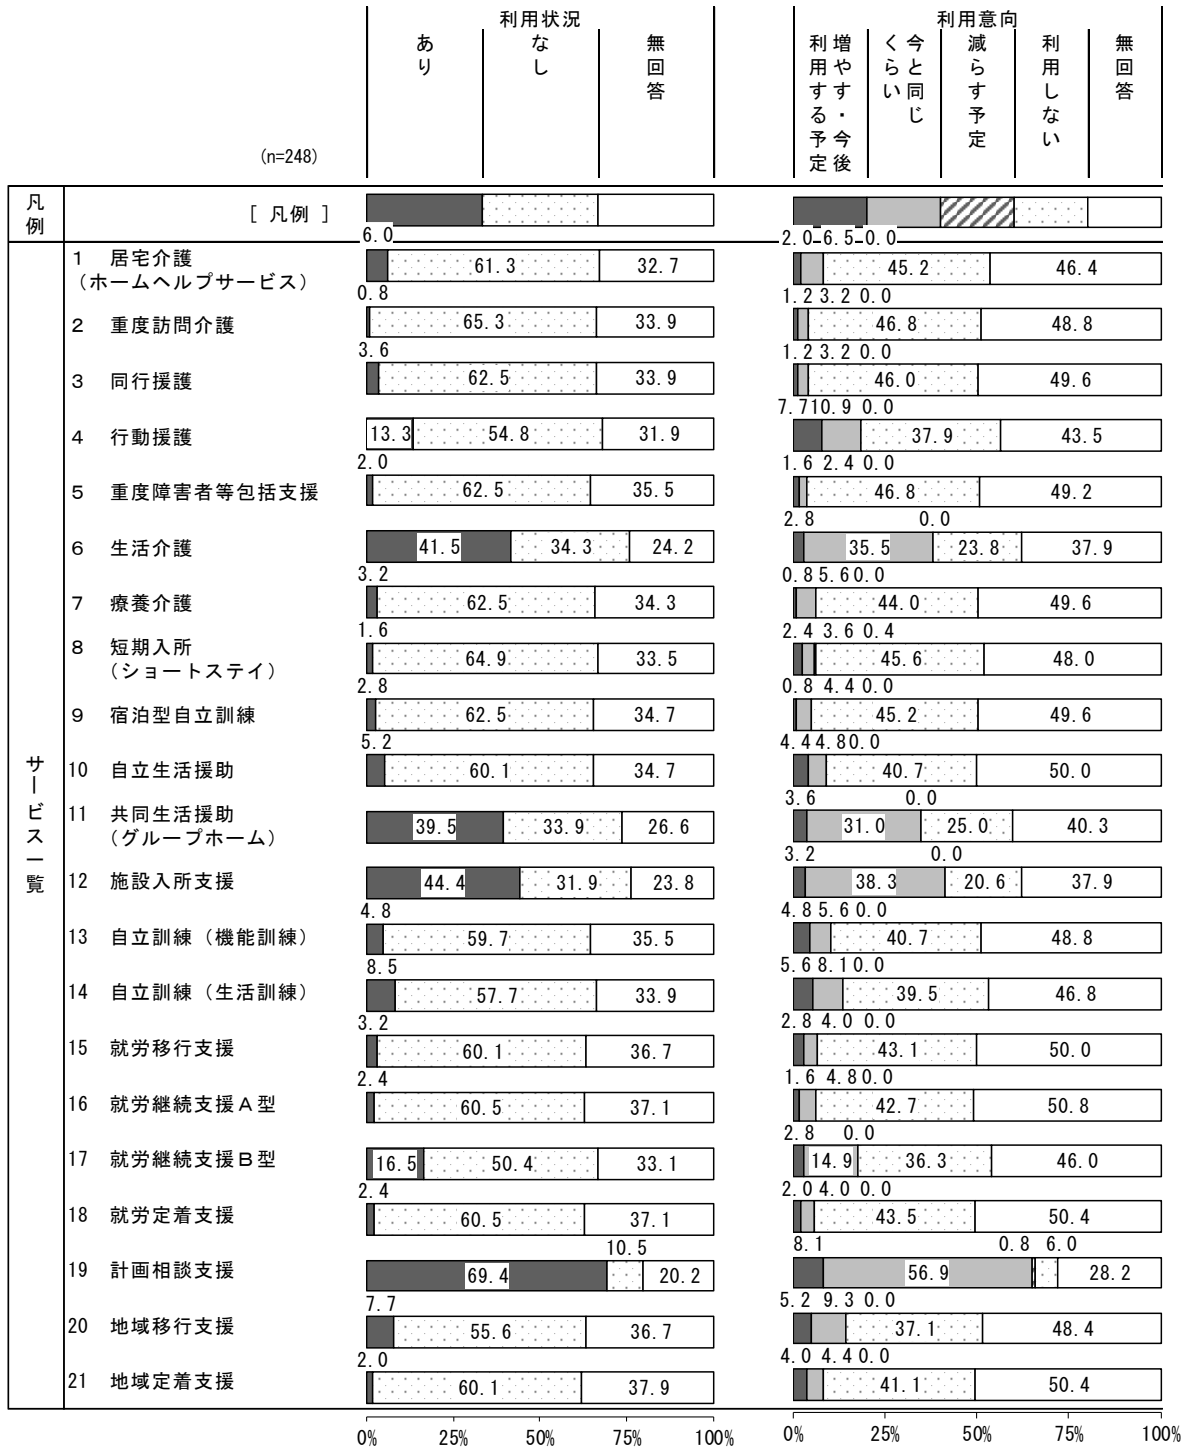 利用状況
利用意向
あり
なし
無回答
増やす・今後利用する予定
今と同じくらい
減らす予定
利用しない
無回答
(n=248)
凡例
[ 凡例 ]
サービス一覧
6.0
2.0 6.5 0.0
1 居宅介護
(ホームヘルプサービス)
61.3 32.7
45.2 46.4
0.8
1.2 3.2 0.0
2 重度訪問介護
65.3 33.9
46.8 48.8
3.6
1.2 3.2 0.0
3 同行援護
62.5 33.9
46.0 49.6
7.7 10.9 0.0
4 行動援護
13.3 54.8 31.9
37.9 43.5
2.0
1.6 2.4 0.0
5 重度障害者等包括支援
62.5 35.5
46.8 49.2
2.8 0.0
6 生活介護
41.5 34.3 24.2
35.5 23.8 37.9
3.2
0.8 5.6 0.0
7 療養介護
62.5 34.3
44.0 49.6
1.6
2.4 3.6 0.4
8 短期入所
(ショートステイ)
64.9 33.5
45.6 48.0
2.8
0.8 4.4 0.0
9 宿泊型自立訓練
62.5 34.7
45.2 49.6
5.2
4.4 4.8 0.0
10 自立生活援助
60.1 34.7
40.7 50.0
3.6 0.0
11 共同生活援助
(グループホーム)
39.5 33.9 26.6
31.0 25.0 40.3
3.2 0.0
12 施設入所支援
44.4 31.9 23.8
38.3 20.6 37.9
4.8
4.8 5.6 0.0
13 自立訓練(機能訓練)
59.7 35.5
40.7 48.8
8.5
5.6 8.1 0.0
14 自立訓練(生活訓練)
57.7 33.9
39.5 46.8
3.2
2.8 4.0 0.0
15 就労移行支援
60.1 36.7
43.1 50.0
2.4
1.6 4.8 0.0
16 就労継続支援A型
60.5 37.1
42.7 50.8
2.8 0.0
17 就労継続支援B型
16.5 50.4 33.1
14.9 36.3 46.0
2.4
2.0 4.0 0.0
18 就労定着支援
60.5 37.1
43.5 50.4
10.5
8.1 0.8 6.0
19 計画相談支援
69.4 20.2
56.9 28.2
7.7
5.2 9.3 0.0
20 地域移行支援
55.6 36.7
37.1 48.4
2.0
4.0 4.4 0.0
21 地域定着支援
60.1 37.9
41.1 50.4
0% 25% 50% 75% 100%
0% 25% 50% 75% 100%